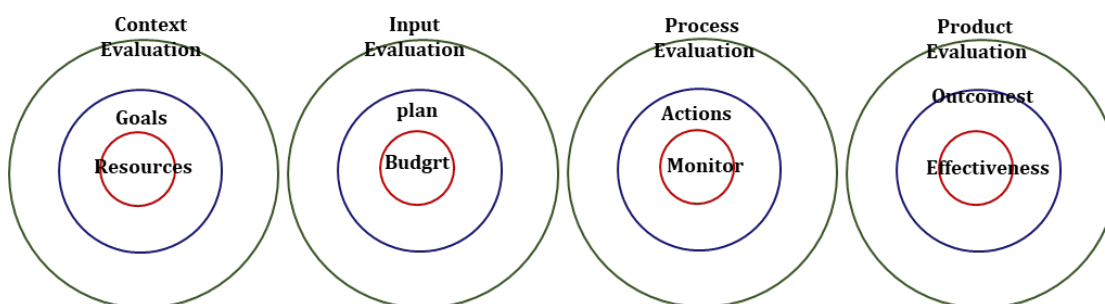 Context
Evaluation
Goals
Resources
Input
Evaluation
plan
Budgrt
Process
Evaluation
Actions
Monitor
Product
Evaluation
Outcomest
Effectiveness